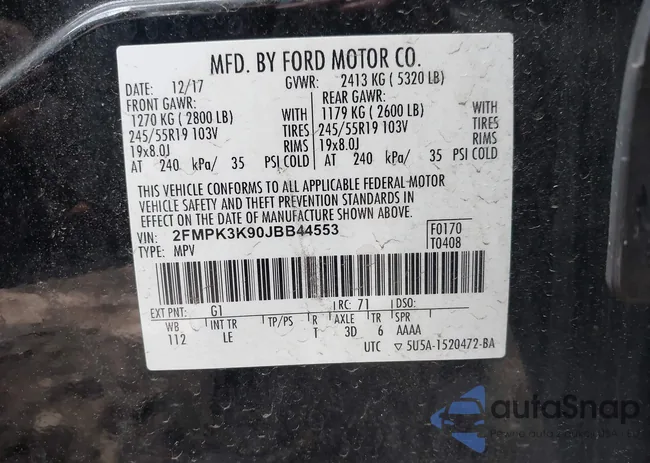 MFD. BY FORD MOTOR CO.
DATE: 12/17 GVWR: 2413 KG ( 5320 LB)
FRONT GAWR: REAR GAWR:
1270 KG ( 2800 LB) WITH 1179 KG ( 2600 LB) WITH
245/55R19 103V TIRES 245/55R19 103V TIRES
19x8.0J RIMS 19x8.0J RIMS
AT 240 kPa/ 35 PSI COLD AT 240 kPa/ 35 PSI COLD
THIS VEHICLE CONFORMS TO ALL APPLICABLE FEDERAL MOTOR
VEHICLE SAFETY AND THEFT PREVENTION STANDARDS IN
EFFECT ON THE DATE OF MANUFACTURE SHOWN ABOVE.
VIN: 2FMPK3K90JBB44553 F0170
TYPE: MPV T0408
EXT PNT: G1 RC: 71 DSO:
WB INT TR TP/PS R AXLE TR SPR
112 LE T 3D 6 AAAA
UTC ▽ 5U5A-1520472-BA
autoSnap